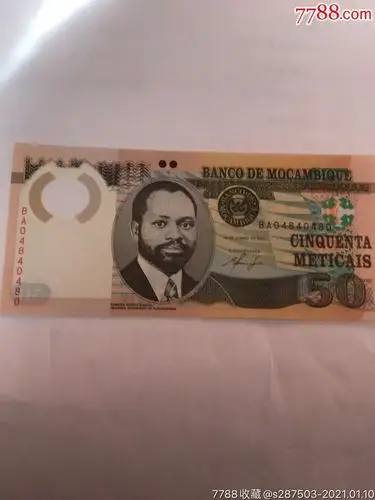 7788.com
BANCO DE MOÇAMBIQUE
BA04840480
BA04840480
CINQUENTA
METICAIS
50
7788收藏@s287503-2021.01.10